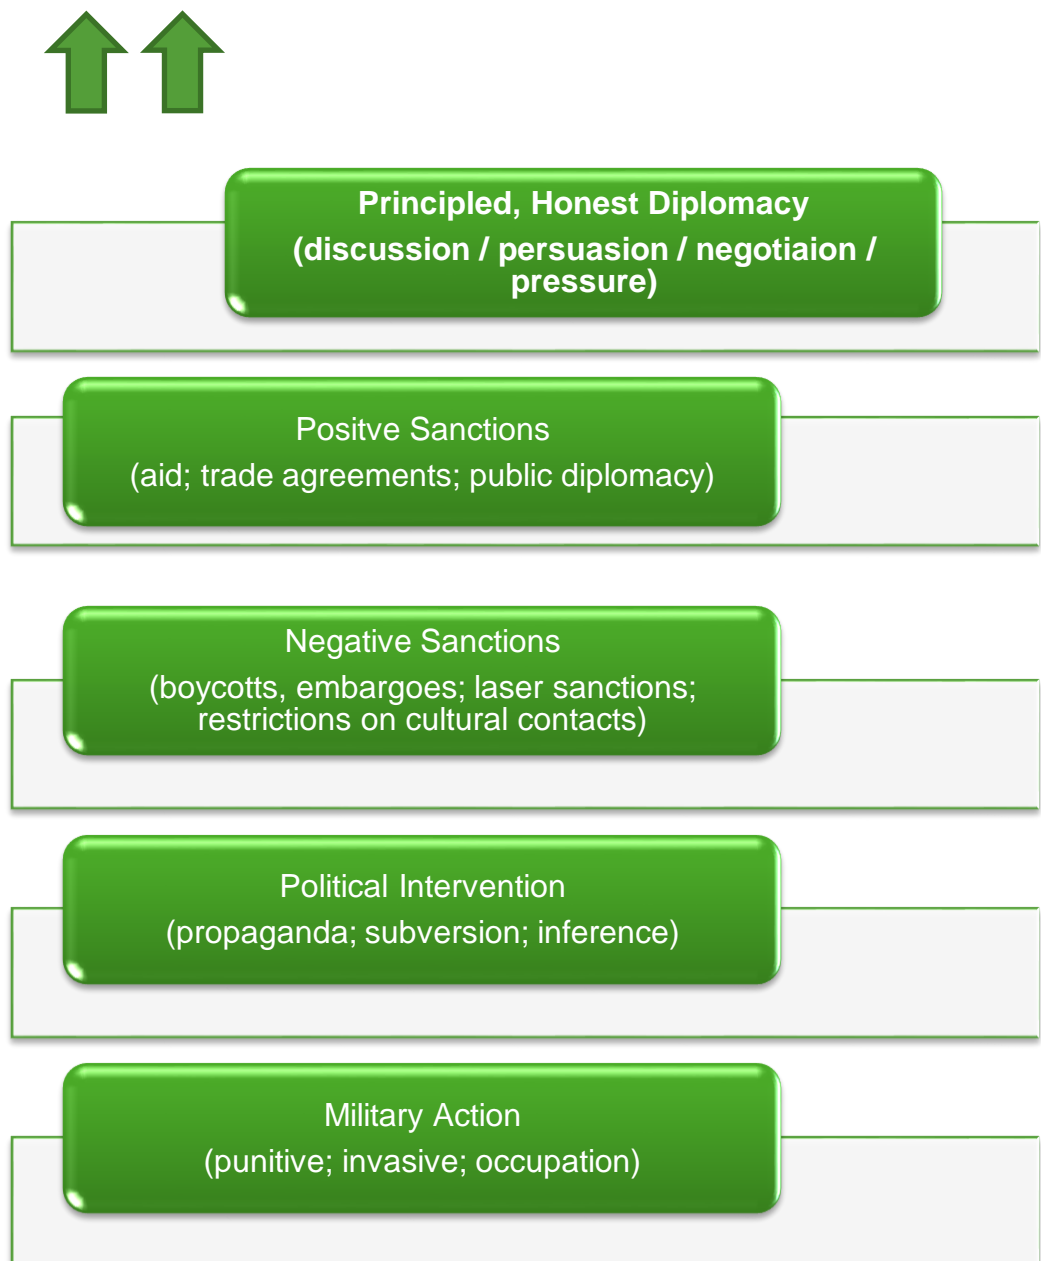 Principled, Honest Diplomacy
(discussion / persuasion / negotiaion /
pressure)
Positve Sanctions
(aid; trade agreements; public diplomacy)
Negative Sanctions
(boycotts, embargoes; laser sanctions;
restrictions on cultural contacts)
Political Intervention
(propaganda; subversion; inference)
Military Action
(punitive; invasive; occupation)